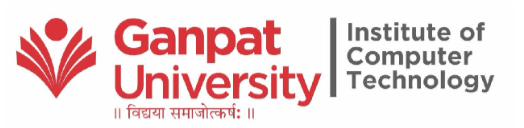 Ganpat
University
॥ विद्यया समाजोत्कर्षः ॥
Institute of
Computer
Technology